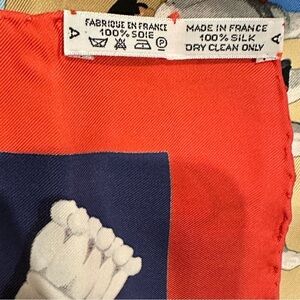 FABRIQUE EN FRANCE
100% SOIE
MADE IN FRANCE
100% SILK
DRY CLEAN ONLY
A
A
P